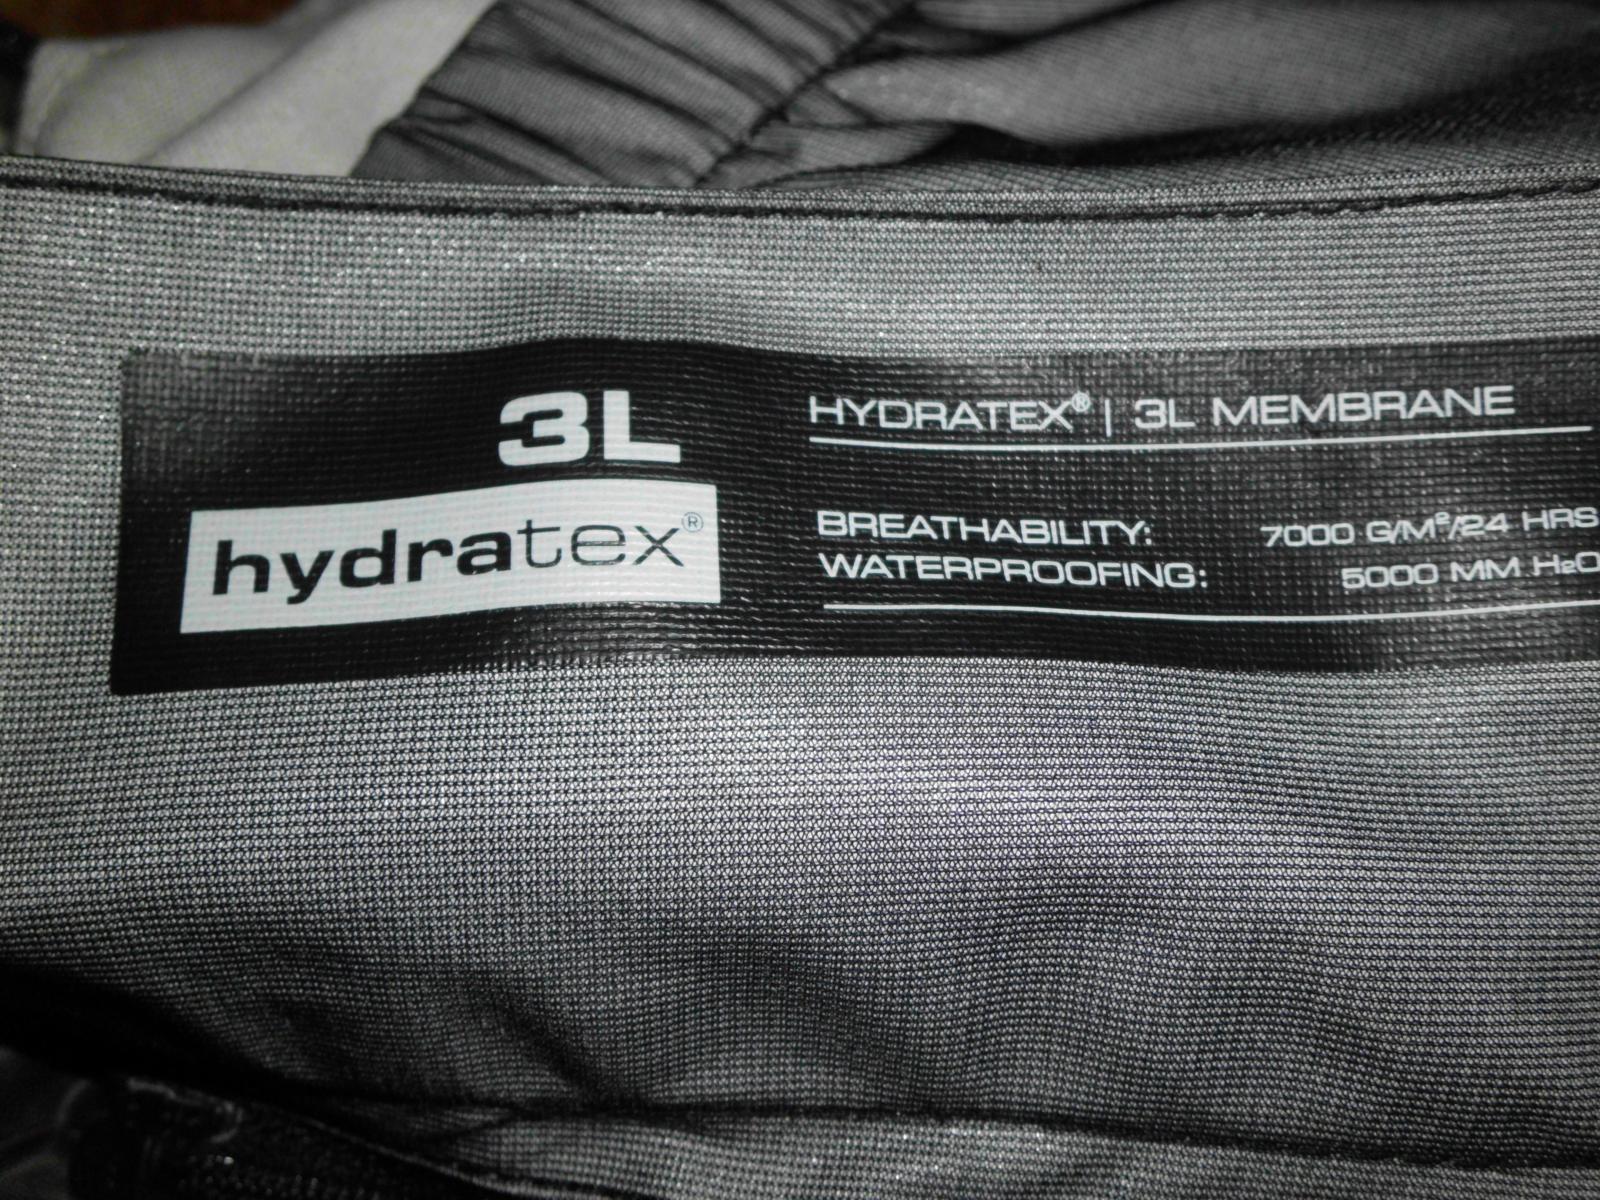 3L
hydratex®
HYDRATEX® | 3L MEMBRANE
BREATHABILITY: 7000 G/M²/24 HRS
WATERPROOFING: 5000 MM H₂O